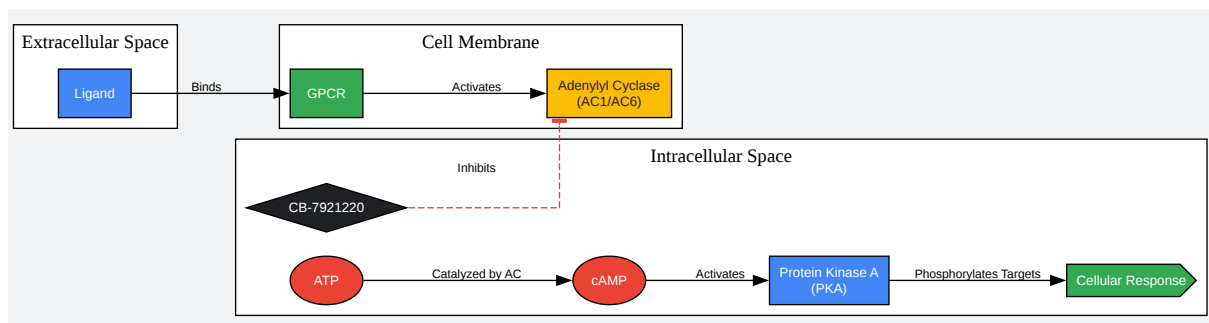 Extracellular Space
Ligand
Binds
Cell Membrane
GPCR
Activates
Adenylyl Cyclase
(AC1/AC6)
Intracellular Space
Inhibits
CB-7921220
ATP
Catalyzed by AC
cAMP
Activates
Protein Kinase A
(PKA)
Phosphorylates Targets
Cellular Response